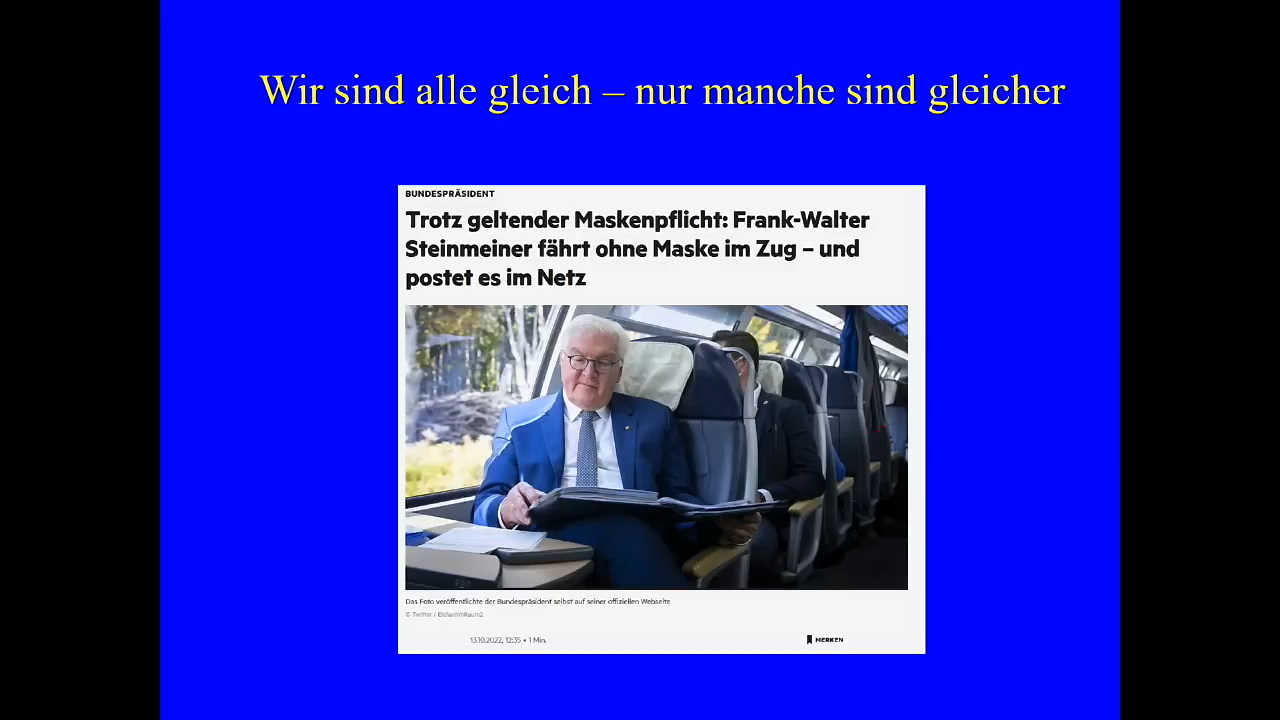 Wir sind alle gleich – nur manche sind gleicher
BUNDESPRÄSIDENT
Trotz geltender Maskenpflicht: Frank-Walter
Steinmeiner fährt ohne Maske im Zug – und
postet es im Netz
Das Foto veröffentlichte der Bundespräsident selbst auf seiner offiziellen Webseite
© Twitter / ElefantimRaum2
13.10.2022, 12:35 • 1 Min.
MERKEN